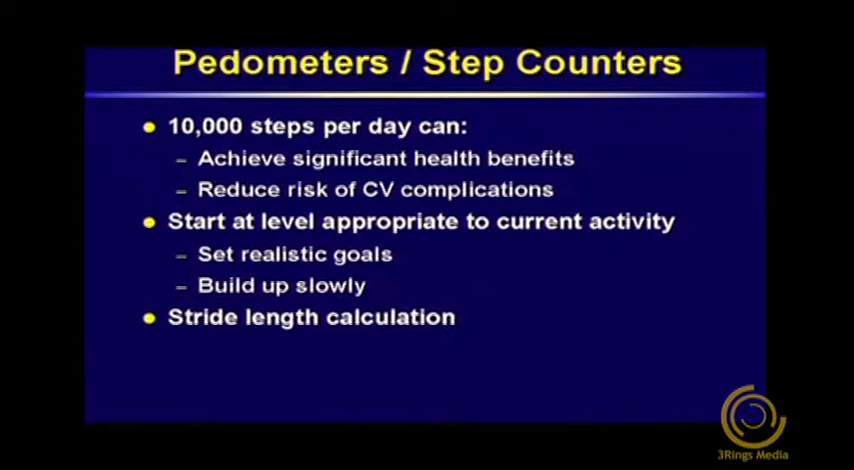 Pedometers / Step Counters
10,000 steps per day can:
– Achieve significant health benefits
– Reduce risk of CV complications
Start at level appropriate to current activity
– Set realistic goals
– Build up slowly
Stride length calculation
3Rings Media